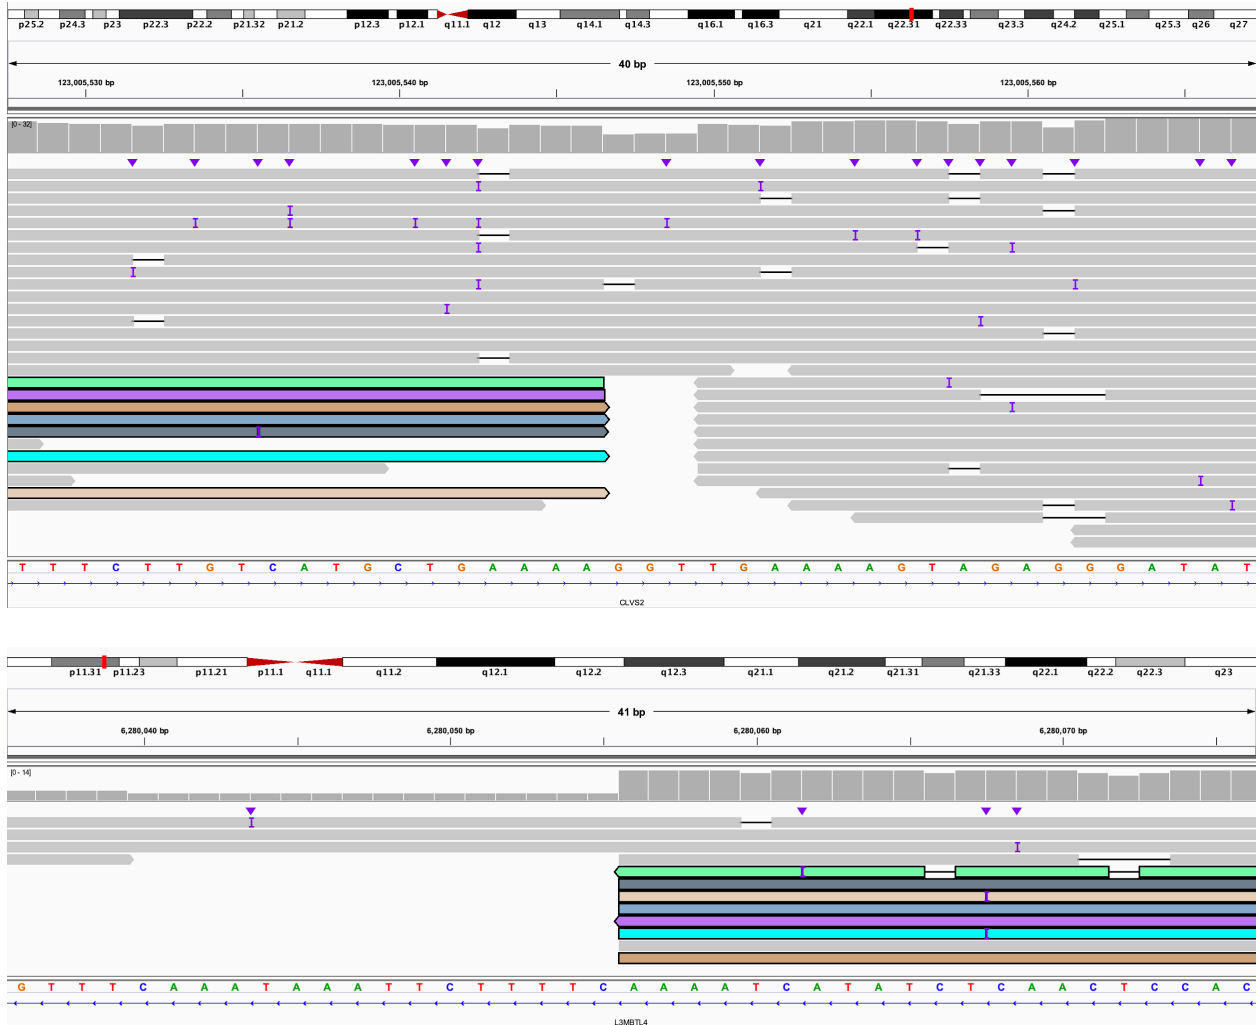 p25.2 p24.3 p23 p22.3 p22.2 p21.32 p21.2 p12.3 p12.1 q11.1 q12 q13 q14.1 q14.3 q16.1 q16.3 q21 q22.1 q22.31 q22.33 q23.3 q24.2 q25.1 q25.3 q26 q27
40 bp
123,005,530 bp 123,005,540 bp 123,005,550 bp 123,005,560 bp
[0 - 32]
T T T C T T G T C A T G C T G A A A A G G T T G A A A A G T A G A G G G A T A T
CLVS2
p11.31 p11.23 p11.21 p11.1 q11.1 q11.2 q12.1 q12.2 q12.3 q21.1 q21.2 q21.31 q21.33 q22.1 q22.2 q22.3 q23
41 bp
6,280,040 bp 6,280,050 bp 6,280,060 bp 6,280,070 bp
[0 - 14]
G T T T C A A A T A A A T T C T T T T C A A A A T C A T A T C T C A A C T C C A C
L3MBTL4